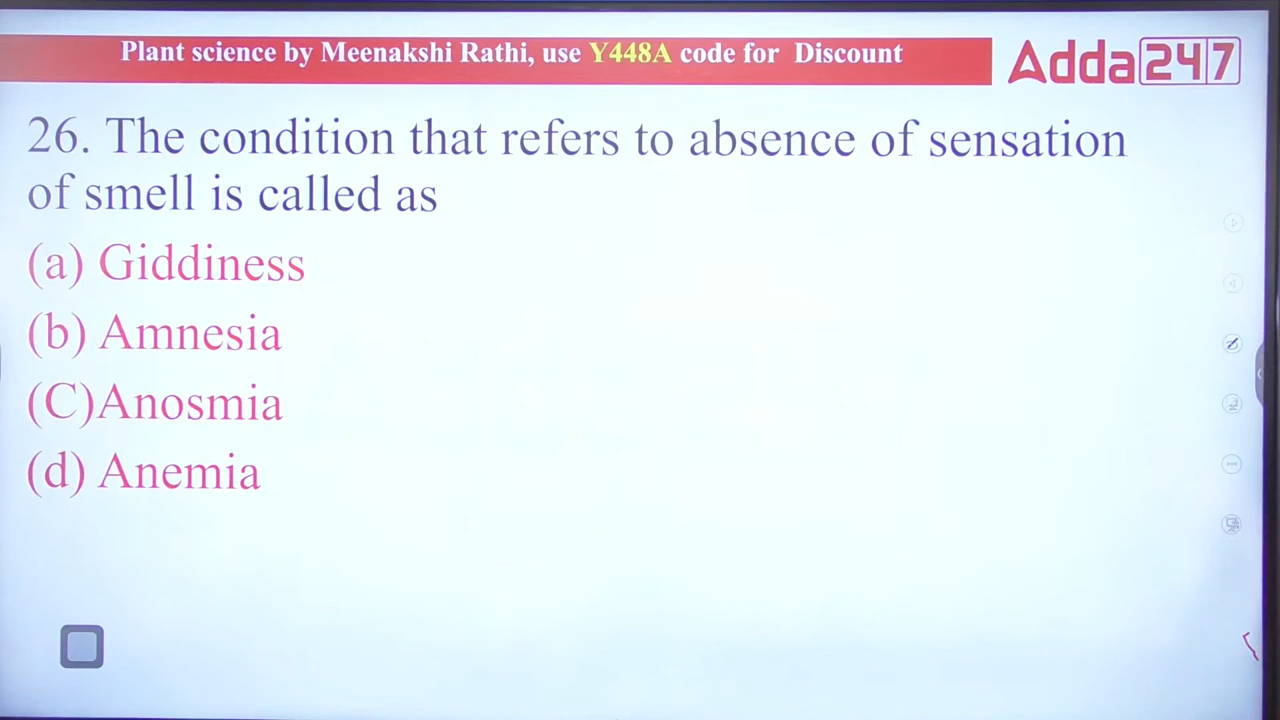 Plant science by Meenakshi Rathi, use Y448A code for Discount
Adda247
26. The condition that refers to absence of sensation
of smell is called as
(a) Giddiness
(b) Amnesia
(C)Anosmia
(d) Anemia